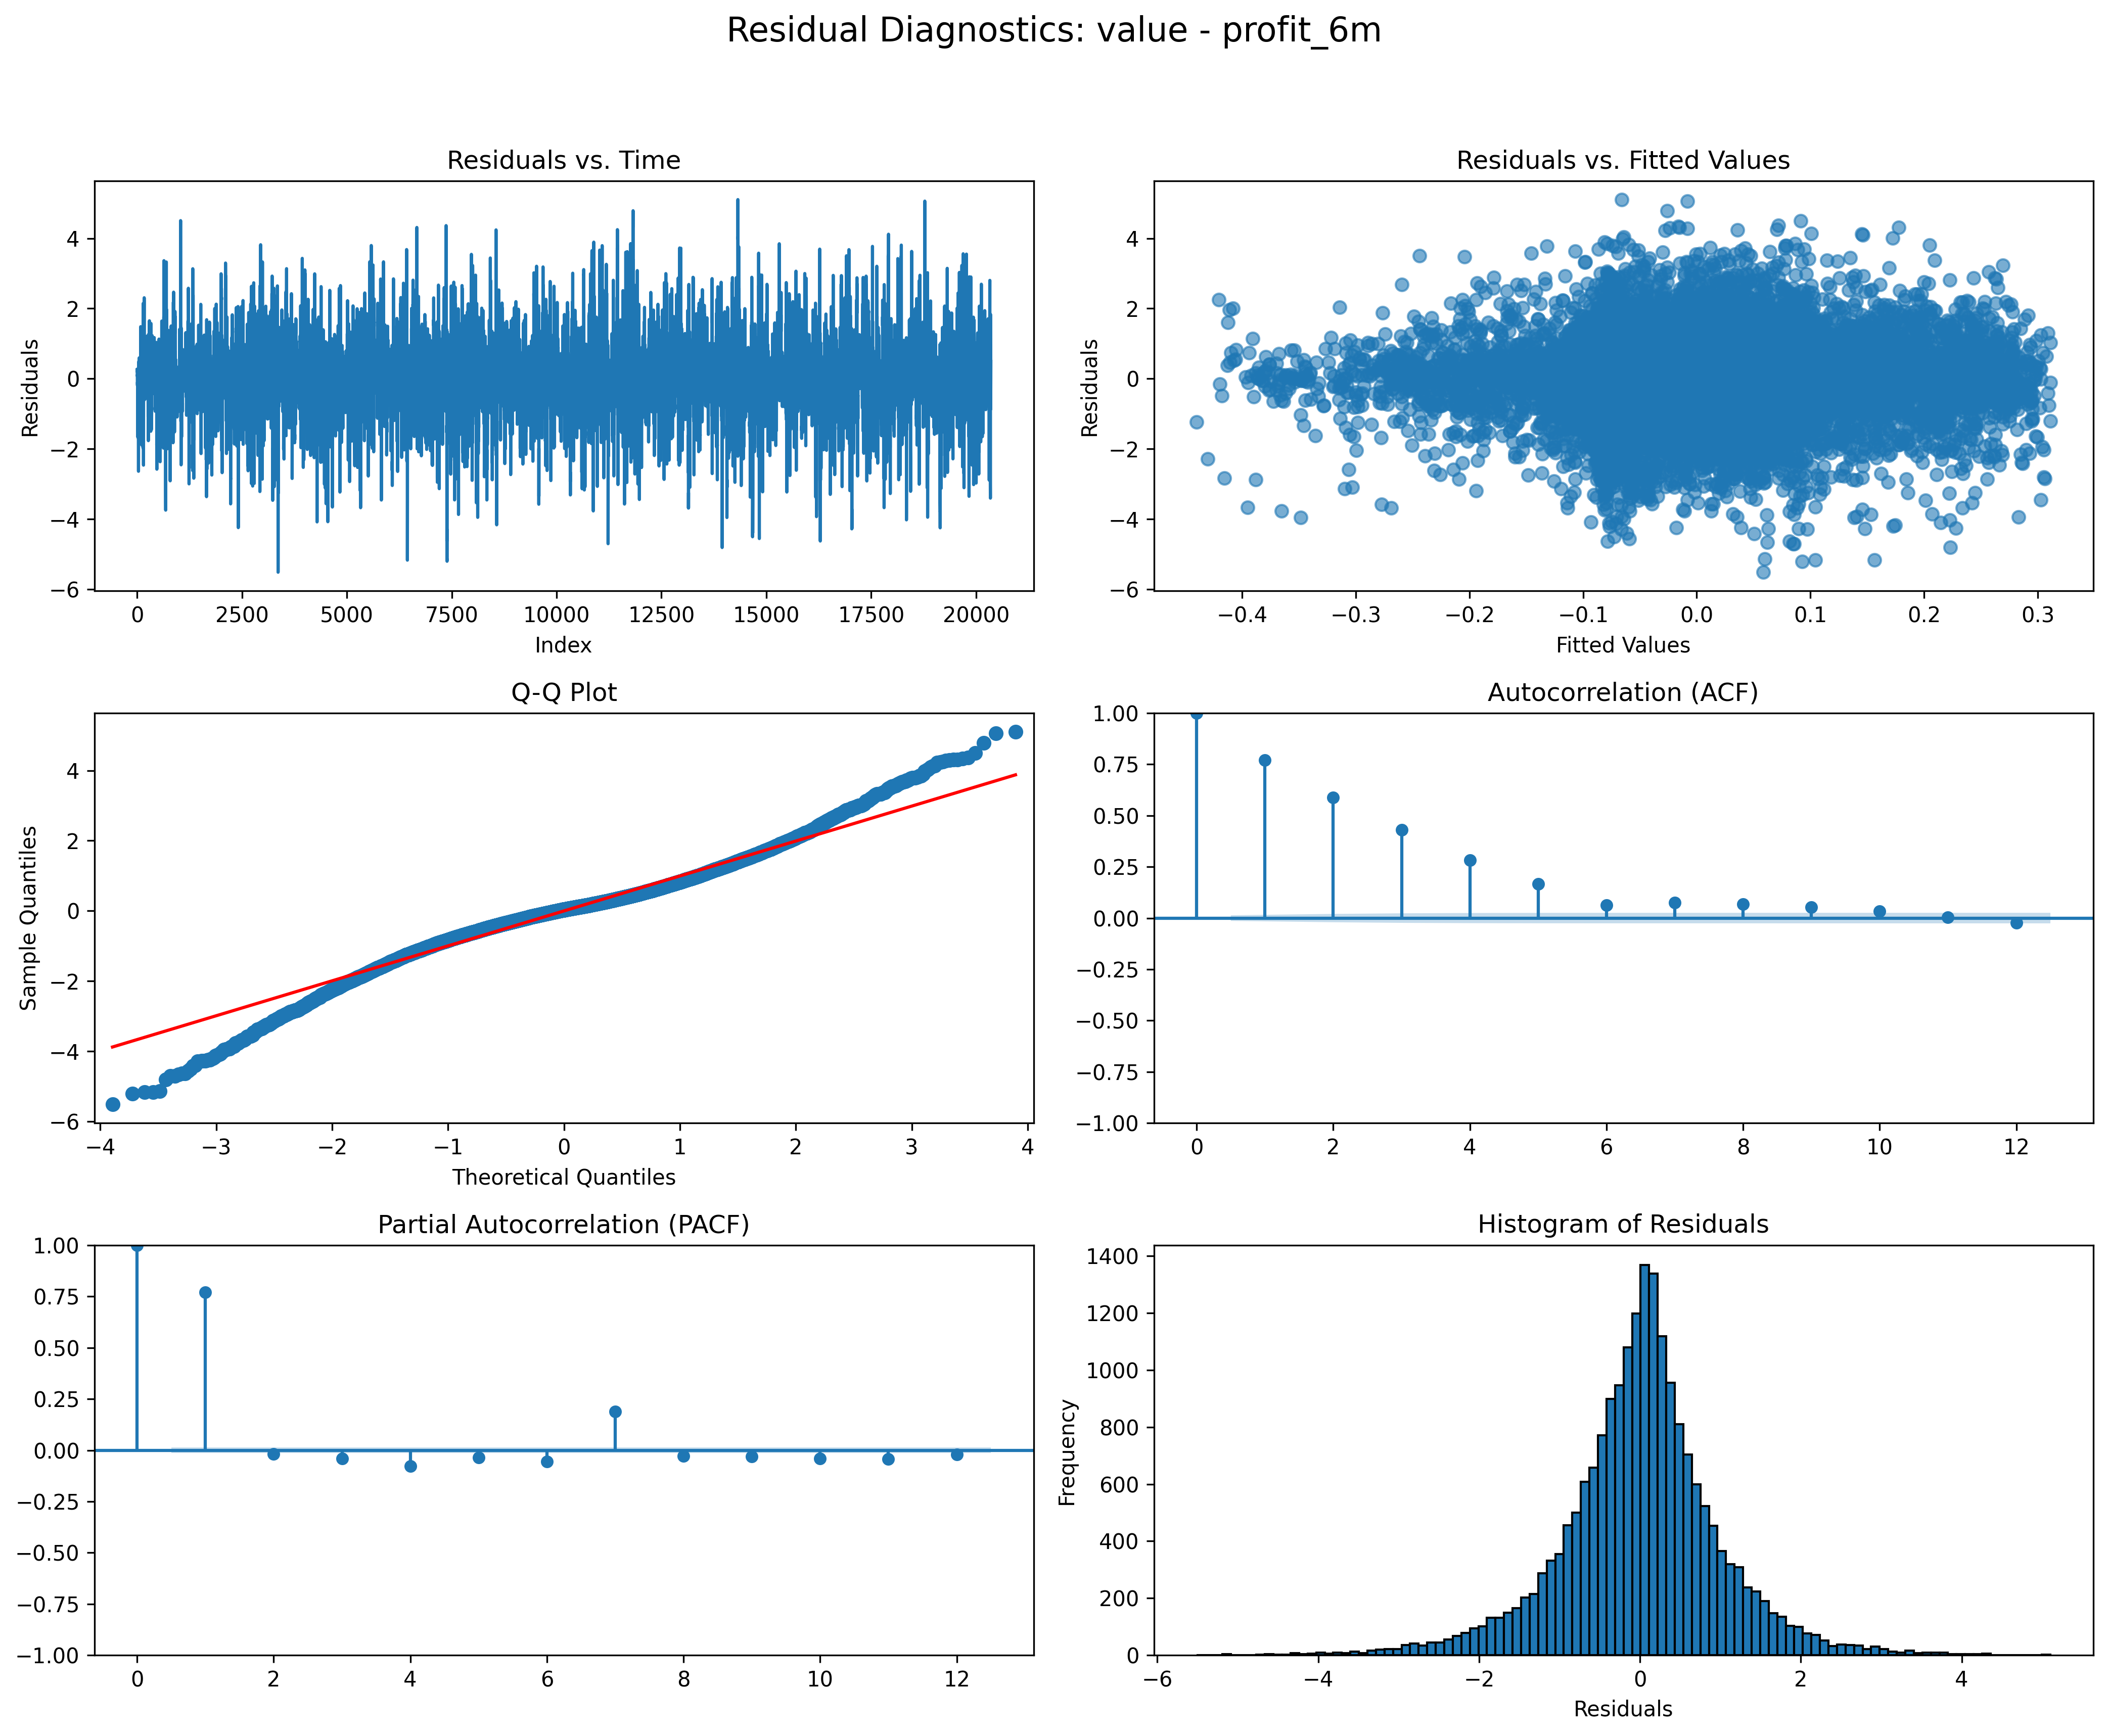 Residual Diagnostics: value - profit_6m
Residuals vs. Time
Residuals
4
2
0
−2
−4
−6
0 2500 5000 7500 10000 12500 15000 17500 20000
Index
Residuals vs. Fitted Values
Residuals
4
2
0
−2
−4
−6
−0.4 −0.3 −0.2 −0.1 0.0 0.1 0.2 0.3
Fitted Values
Q-Q Plot
Sample Quantiles
4
2
0
−2
−4
−6
−4 −3 −2 −1 0 1 2 3 4
Theoretical Quantiles
Autocorrelation (ACF)
1.00
0.75
0.50
0.25
0.00
−0.25
−0.50
−0.75
−1.00
0 2 4 6 8 10 12
Partial Autocorrelation (PACF)
1.00
0.75
0.50
0.25
0.00
−0.25
−0.50
−0.75
−1.00
0 2 4 6 8 10 12
Histogram of Residuals
Frequency
1400
1200
1000
800
600
400
200
0
−6 −4 −2 0 2 4
Residuals